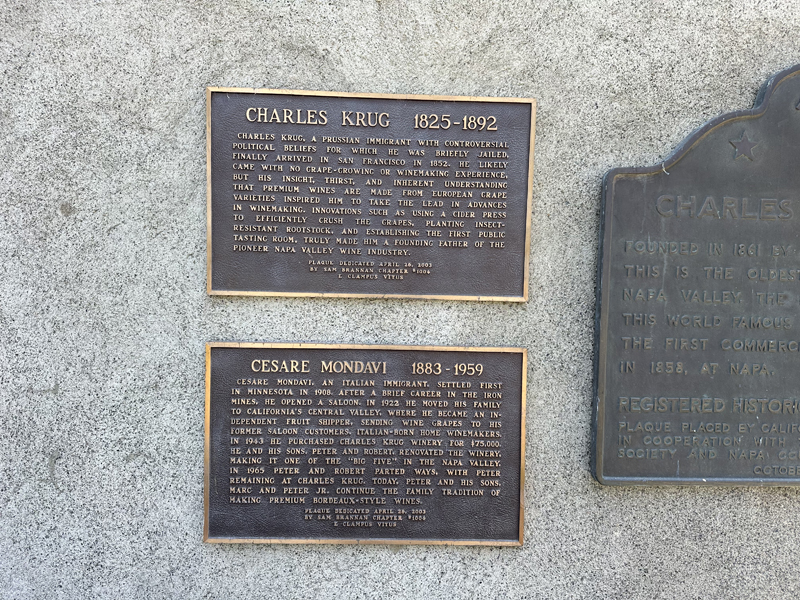 CHARLES KRUG 1825-1892
CHARLES KRUG, A PRUSSIAN IMMIGRANT WITH CONTROVERSIAL
POLITICAL BELIEFS FOR WHICH HE WAS BRIEFLY JAILED,
FINALLY ARRIVED IN SAN FRANCISCO IN 1852. HE LIKELY
CAME WITH NO GRAPE-GROWING OR WINEMAKING EXPERIENCE,
BUT HIS INSIGHT, THIRST, AND INHERENT UNDERSTANDING
THAT PREMIUM WINES ARE MADE FROM EUROPEAN GRAPE
VARIETIES INSPIRED HIM TO TAKE THE LEAD IN ADVANCES
IN WINEMAKING. INNOVATIONS SUCH AS USING A CIDER PRESS
TO EFFICIENTLY CRUSH THE GRAPES, PLANTING INSECT-
RESISTANT ROOTSTOCK, AND ESTABLISHING THE FIRST PUBLIC
TASTING ROOM, TRULY MADE HIM A FOUNDING FATHER OF THE
PIONEER NAPA VALLEY WINE INDUSTRY.
PLAQUE DEDICATED APRIL 26, 2003
BY SAM BRANNAN CHAPTER #1004
E CLAMPUS VITUS
CESARE MONDAVI 1883-1959
CESARE MONDAVI, AN ITALIAN IMMIGRANT, SETTLED FIRST
IN MINNESOTA IN 1908. AFTER A BRIEF CAREER IN THE IRON
MINES, HE OPENED A SALOON. IN 1922 HE MOVED HIS FAMILY
TO CALIFORNIA'S CENTRAL VALLEY, WHERE HE BECAME AN IN-
DEPENDENT FRUIT SHIPPER, SENDING WINE GRAPES TO HIS
FORMER SALOON CUSTOMERS, ITALIAN-BORN HOME WINEMAKERS.
IN 1943 HE PURCHASED CHARLES KRUG WINERY FOR $75,000.
HE AND HIS SONS, PETER AND ROBERT, RENOVATED THE WINERY,
MAKING IT ONE OF THE "BIG FIVE" IN THE NAPA VALLEY.
IN 1965 PETER AND ROBERT PARTED WAYS, WITH PETER
REMAINING AT CHARLES KRUG. TODAY, PETER AND HIS SONS,
MARC AND PETER JR. CONTINUE THE FAMILY TRADITION OF
MAKING PREMIUM BORDEAUX-STYLE WINES.
PLAQUE DEDICATED APRIL 26, 2003
BY SAM BRANNAN CHAPTER #1004
E CLAMPUS VITUS
CHARLES
FOUNDED IN 1861 BY
THIS IS THE OLDEST
NAPA VALLEY. THE
THIS WORLD FAMOUS
THE FIRST COMMERC
IN 1858, AT NAPA.
REGISTERED HISTORI
PLAQUE PLACED BY CALIF
IN COOPERATION WITH
SOCIETY AND NAPA COU
OCTOB